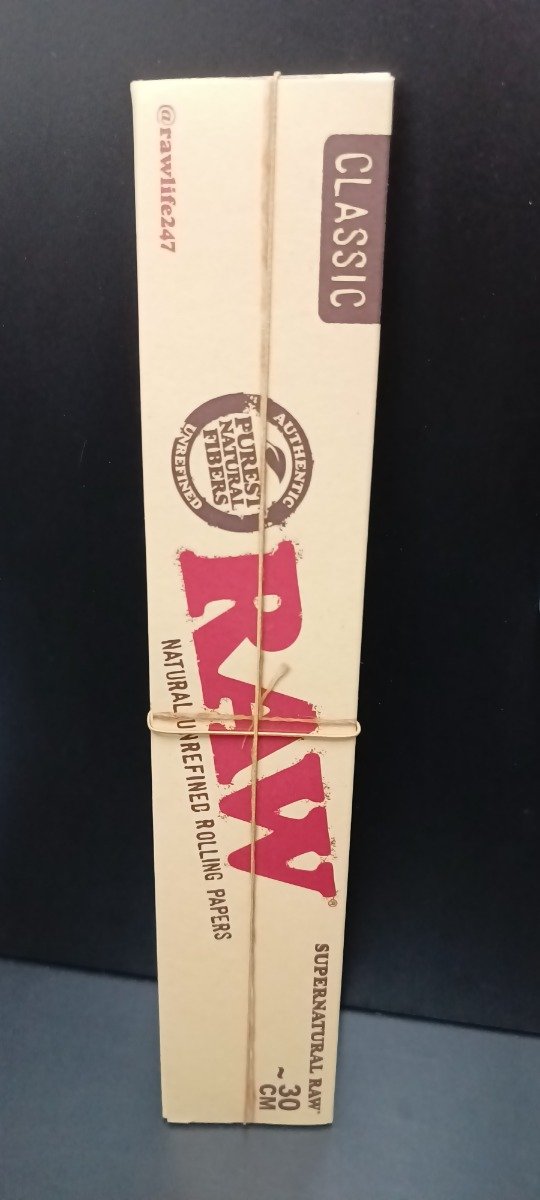 @rawlife247
CLASSIC
AUTHENTIC
PUREST
NATURAL
FIBERS
UNREFINED
RAW®
NATURAL UNREFINED ROLLING PAPERS
SUPERNATURAL RAW
~ 30
CM